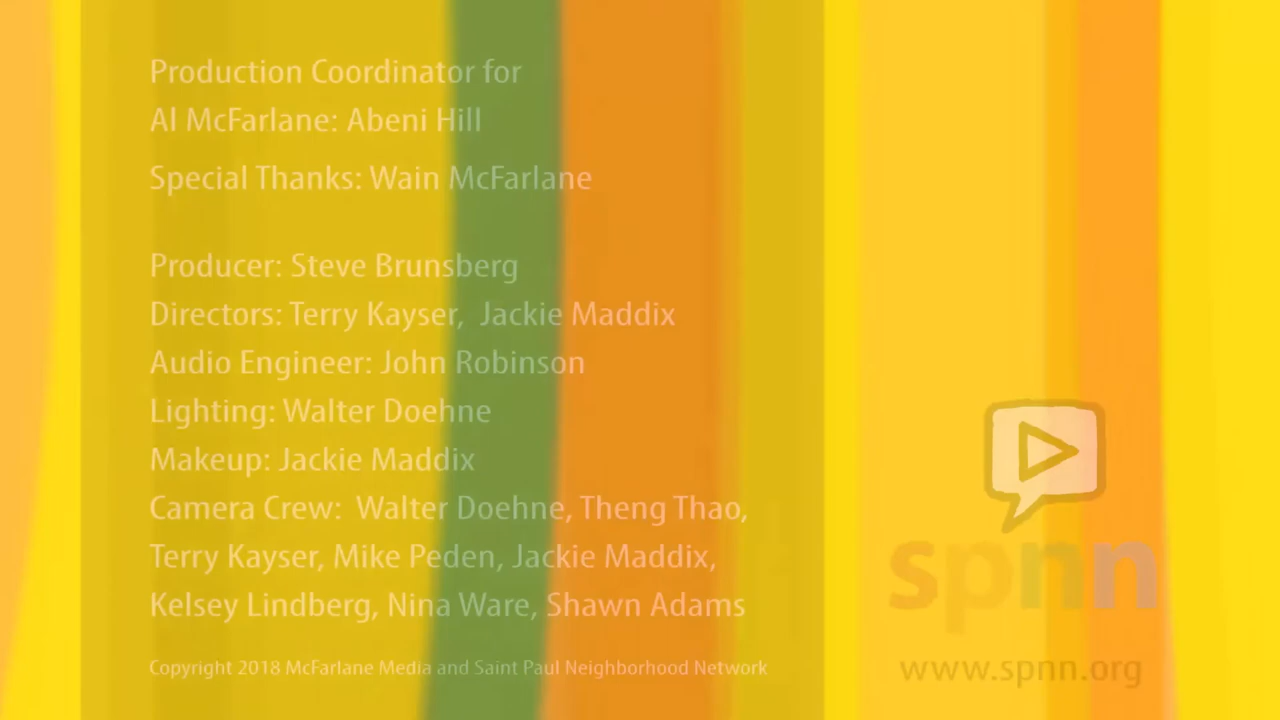 Production Coordinator for
Al McFarlane: Abeni Hill
Special Thanks: Wain McFarlane
Producer: Steve Brunsberg
Directors: Terry Kayser, Jackie Maddix
Audio Engineer: John Robinson
Lighting: Walter Doehne
Makeup: Jackie Maddix
Camera Crew: Walter Doehne, Theng Thao,
Terry Kayser, Mike Peden, Jackie Maddix,
Kelsey Lindberg, Nina Ware, Shawn Adams
Copyright 2018 McFarlane Media and Saint Paul Neighborhood Network
spnn
www.spnn.org